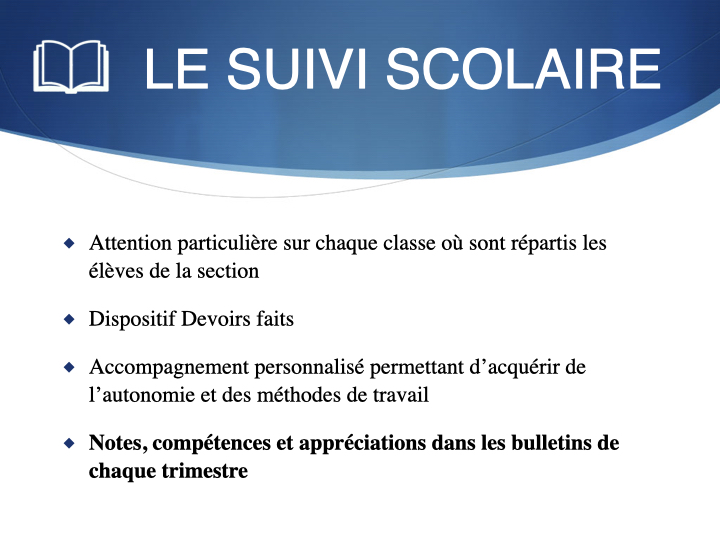 LE SUIVI SCOLAIRE
Attention particulière sur chaque classe où sont répartis les
élèves de la section
Dispositif Devoirs faits
Accompagnement personnalisé permettant d’acquérir de
l’autonomie et des méthodes de travail
Notes, compétences et appréciations dans les bulletins de
chaque trimestre